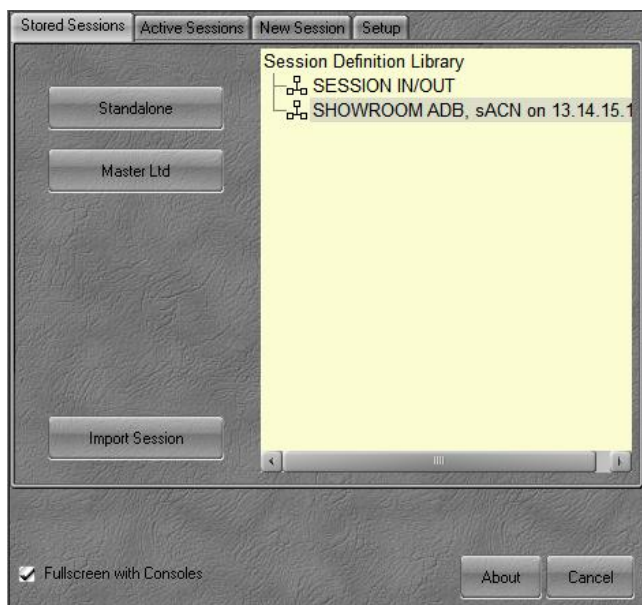 Stored Sessions Active Sessions New Session Setup
Session Definition Library
SESSION IN/OUT
SHOWROOM ADB, sACN on 13.14.15.1
Standalone
Master Ltd
Import Session
Fullscreen with Consoles
About Cancel